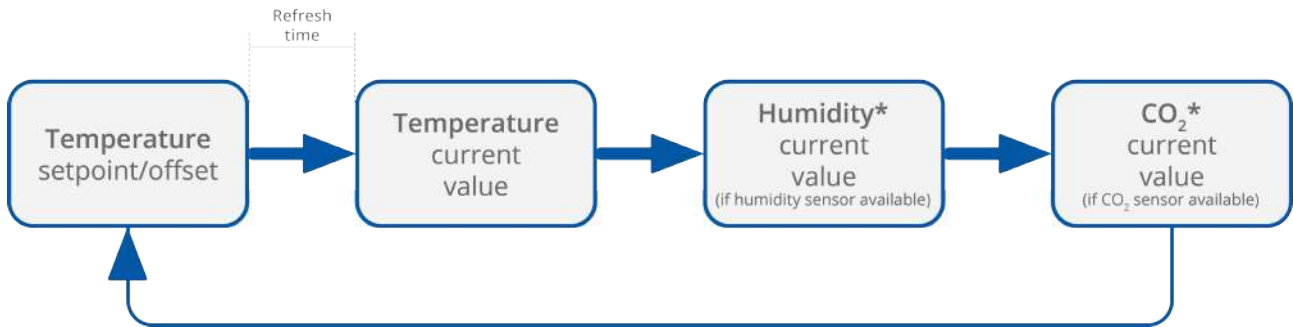 Refresh
time
Temperature
setpoint/offset
Temperature
current
value
Humidity*
current
value
(if humidity sensor available)
CO₂*
current
value
(if CO₂ sensor available)